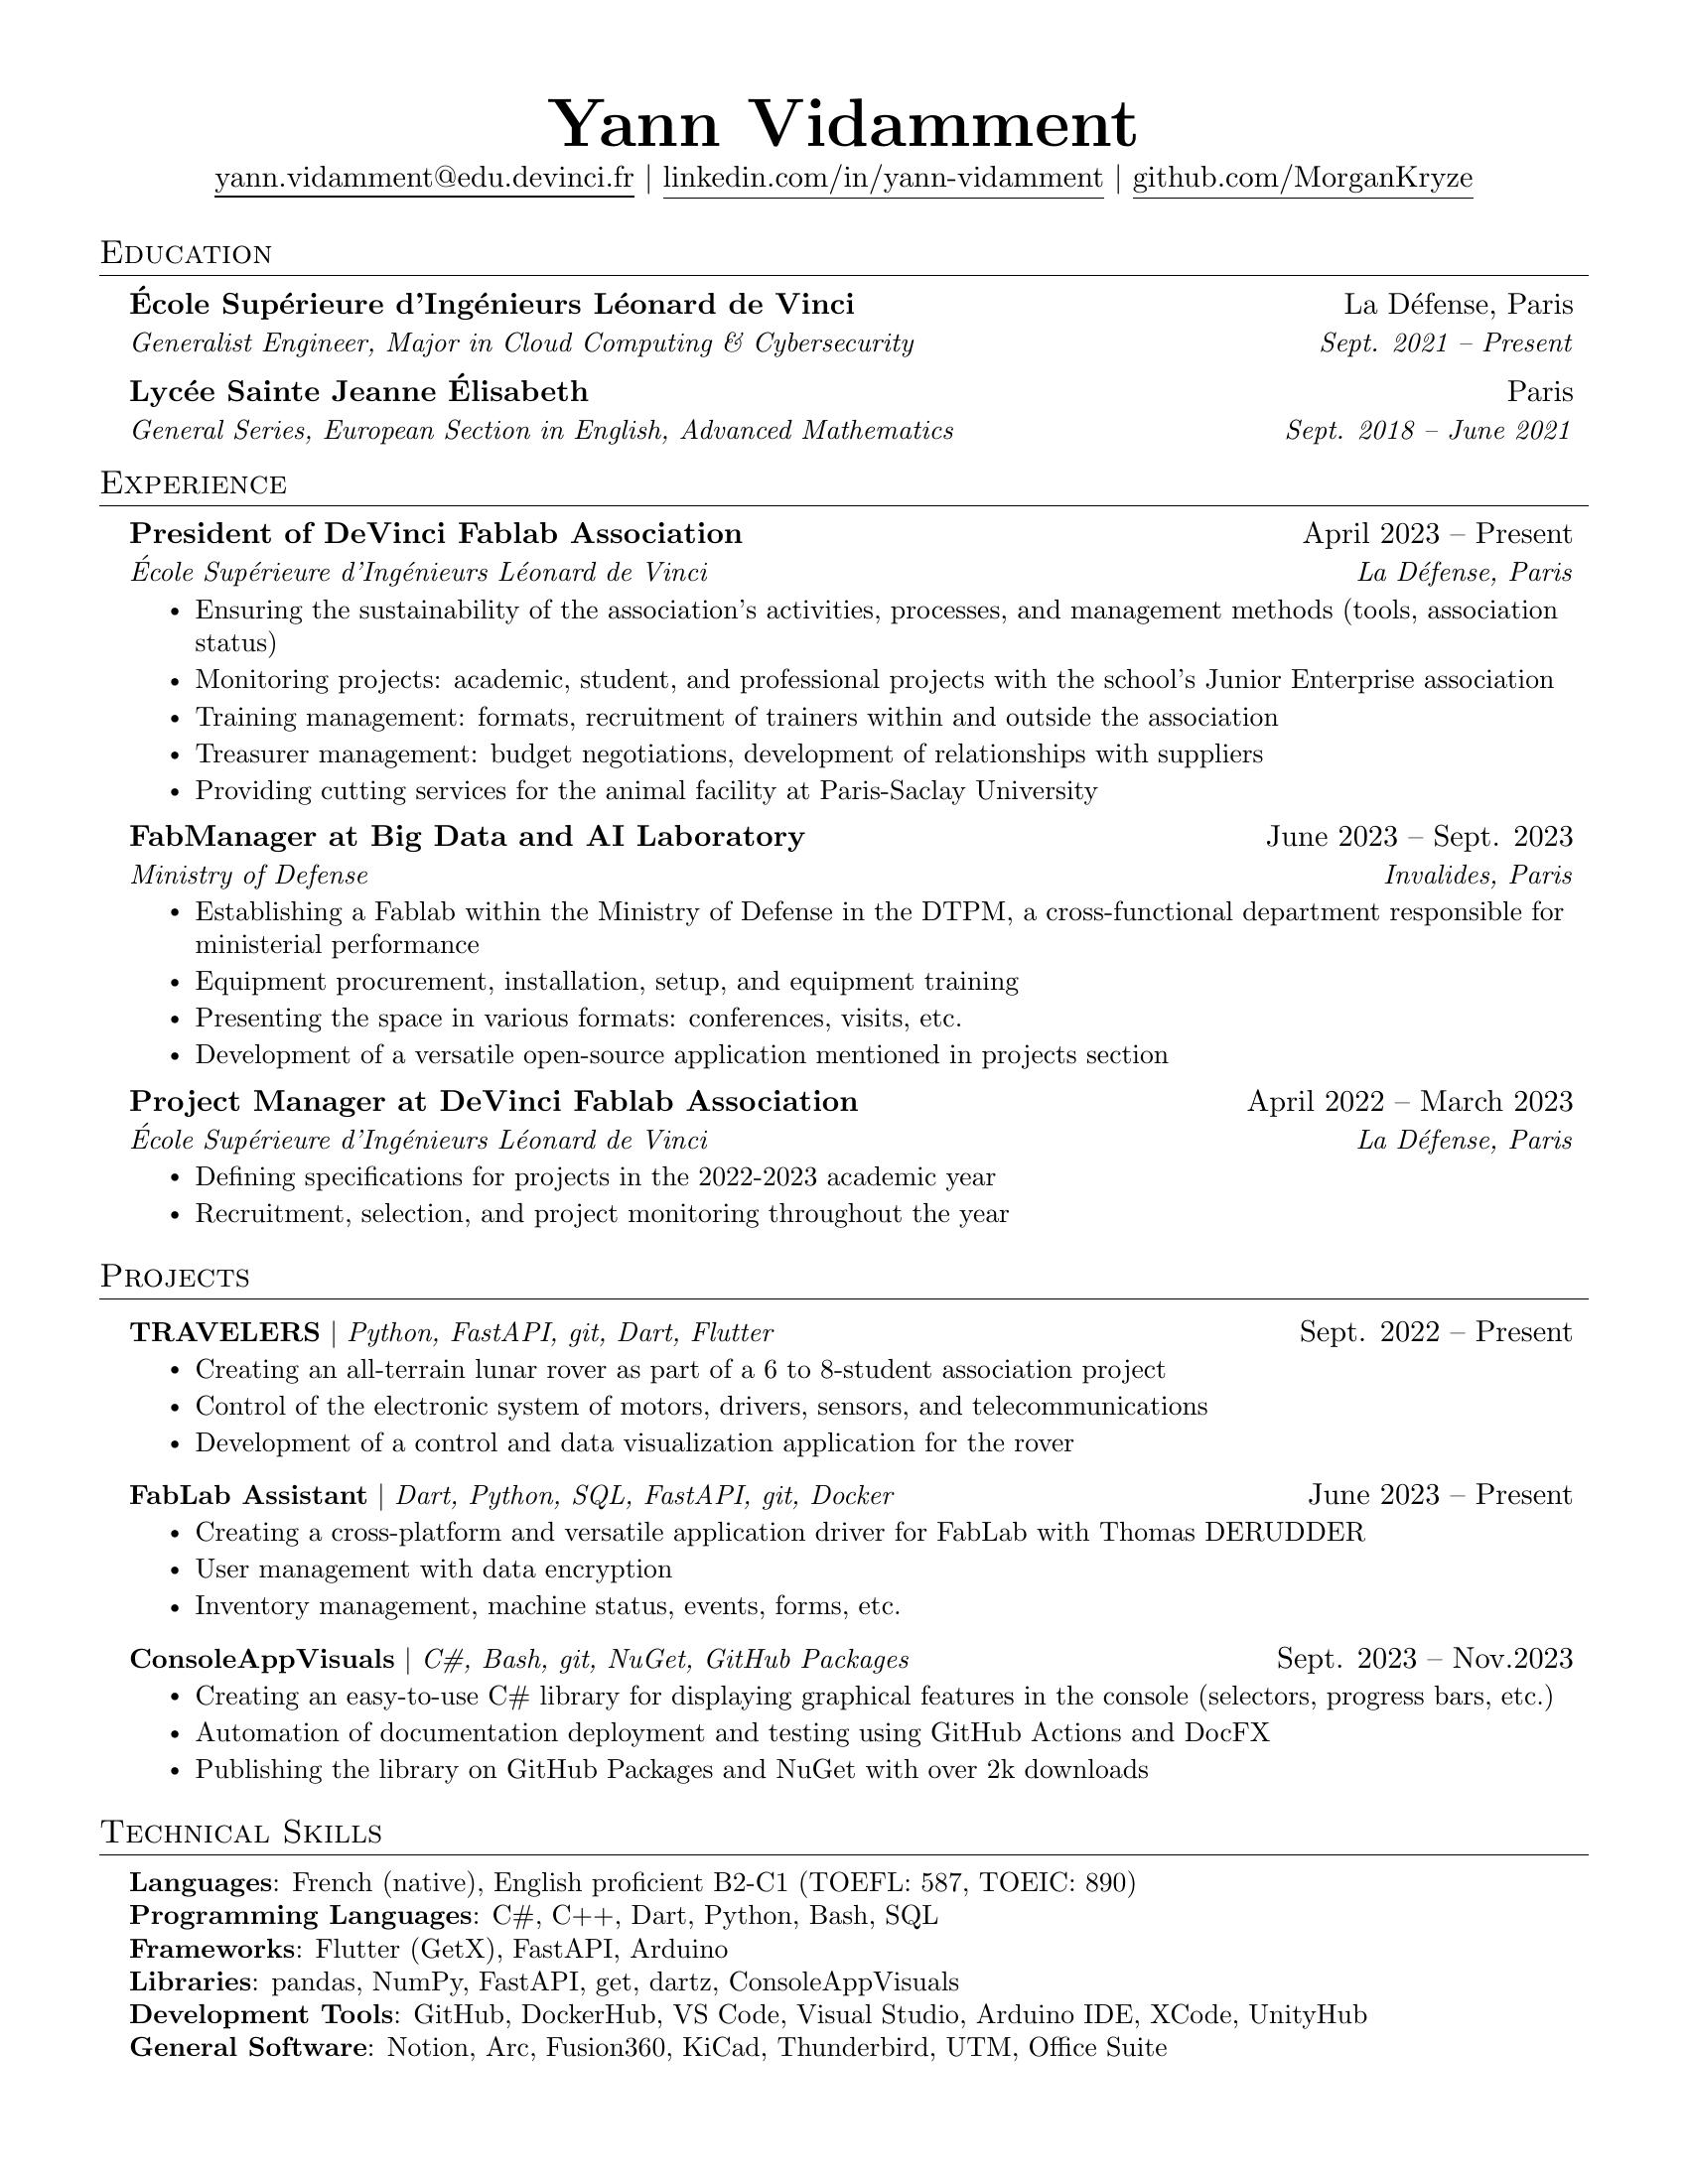 Yann Vidamment
yann.vidamment@edu.devinci.fr | linkedin.com/in/yann-vidamment | github.com/MorganKryze
Education
École Supérieure d'Ingénieurs Léonard de Vinci La Défense, Paris
Generalist Engineer, Major in Cloud Computing & Cybersecurity Sept. 2021 – Present
Lycée Sainte Jeanne Élisabeth Paris
General Series, European Section in English, Advanced Mathematics Sept. 2018 – June 2021
Experience
President of DeVinci Fablab Association April 2023 – Present
École Supérieure d'Ingénieurs Léonard de Vinci La Défense, Paris
• Ensuring the sustainability of the association's activities, processes, and management methods (tools, association
status)
• Monitoring projects: academic, student, and professional projects with the school's Junior Enterprise association
• Training management: formats, recruitment of trainers within and outside the association
• Treasurer management: budget negotiations, development of relationships with suppliers
• Providing cutting services for the animal facility at Paris-Saclay University
FabManager at Big Data and AI Laboratory June 2023 – Sept. 2023
Ministry of Defense Invalides, Paris
• Establishing a Fablab within the Ministry of Defense in the DTPM, a cross-functional department responsible for
ministerial performance
• Equipment procurement, installation, setup, and equipment training
• Presenting the space in various formats: conferences, visits, etc.
• Development of a versatile open-source application mentioned in projects section
Project Manager at DeVinci Fablab Association April 2022 – March 2023
École Supérieure d'Ingénieurs Léonard de Vinci La Défense, Paris
• Defining specifications for projects in the 2022-2023 academic year
• Recruitment, selection, and project monitoring throughout the year
Projects
TRAVELERS | Python, FastAPI, git, Dart, Flutter Sept. 2022 – Present
• Creating an all-terrain lunar rover as part of a 6 to 8-student association project
• Control of the electronic system of motors, drivers, sensors, and telecommunications
• Development of a control and data visualization application for the rover
FabLab Assistant | Dart, Python, SQL, FastAPI, git, Docker June 2023 – Present
• Creating a cross-platform and versatile application driver for FabLab with Thomas DERUDDER
• User management with data encryption
• Inventory management, machine status, events, forms, etc.
ConsoleAppVisuals | C#, Bash, git, NuGet, GitHub Packages Sept. 2023 – Nov.2023
• Creating an easy-to-use C# library for displaying graphical features in the console (selectors, progress bars, etc.)
• Automation of documentation deployment and testing using GitHub Actions and DocFX
• Publishing the library on GitHub Packages and NuGet with over 2k downloads
Technical Skills
Languages: French (native), English proficient B2-C1 (TOEFL: 587, TOEIC: 890)
Programming Languages: C#, C++, Dart, Python, Bash, SQL
Frameworks: Flutter (GetX), FastAPI, Arduino
Libraries: pandas, NumPy, FastAPI, get, dartz, ConsoleAppVisuals
Development Tools: GitHub, DockerHub, VS Code, Visual Studio, Arduino IDE, XCode, UnityHub
General Software: Notion, Arc, Fusion360, KiCad, Thunderbird, UTM, Office Suite